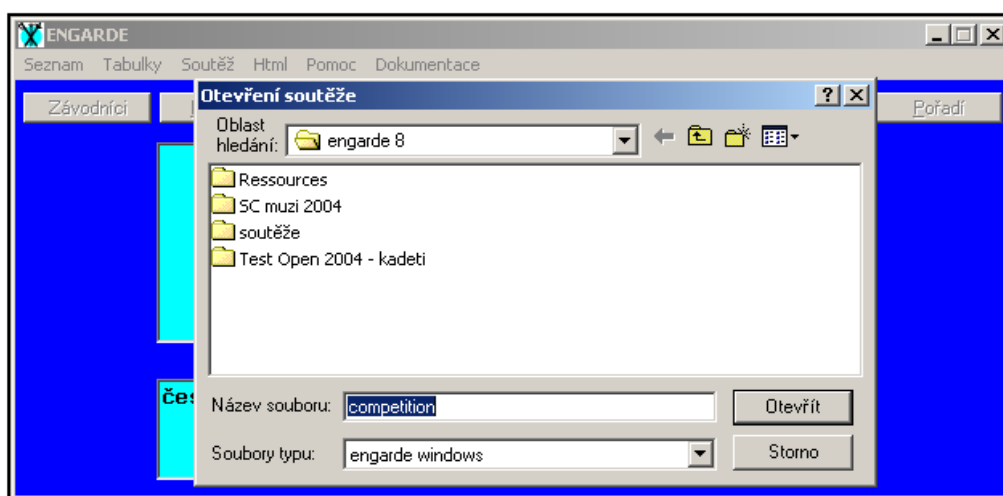 ENGARDE
Seznam Tabulky Soutěž Html Pomoc Dokumentace
Závodníci
Pořadí
Otevření soutěže
Oblast
hledání:
engarde 8
Ressources
SC muzi 2004
soutěže
Test Open 2004 - kadeti
Název souboru: competition
Otevřít
Soubory typu: engarde windows
Storno